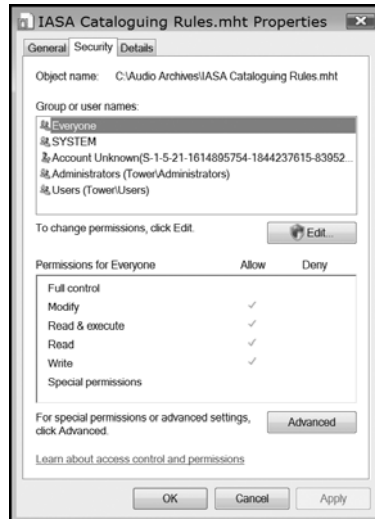 IASA Cataloguing Rules.mht Properties
General Security Details
Object name: C:\Audio Archives\IASA Cataloguing Rules.mht
Group or user names:
Everyone
SYSTEM
Account Unknown(S-1-5-21-1614895754-1844237615-83952...
Administrators (Tower\Administrators)
Users (Tower\Users)
To change permissions, click Edit.
Edit...
Permissions for Everyone Allow Deny
Full control
Modify ✓
Read & execute ✓
Read ✓
Write ✓
Special permissions
For special permissions or advanced settings,
click Advanced.
Advanced
Learn about access control and permissions
OK Cancel Apply